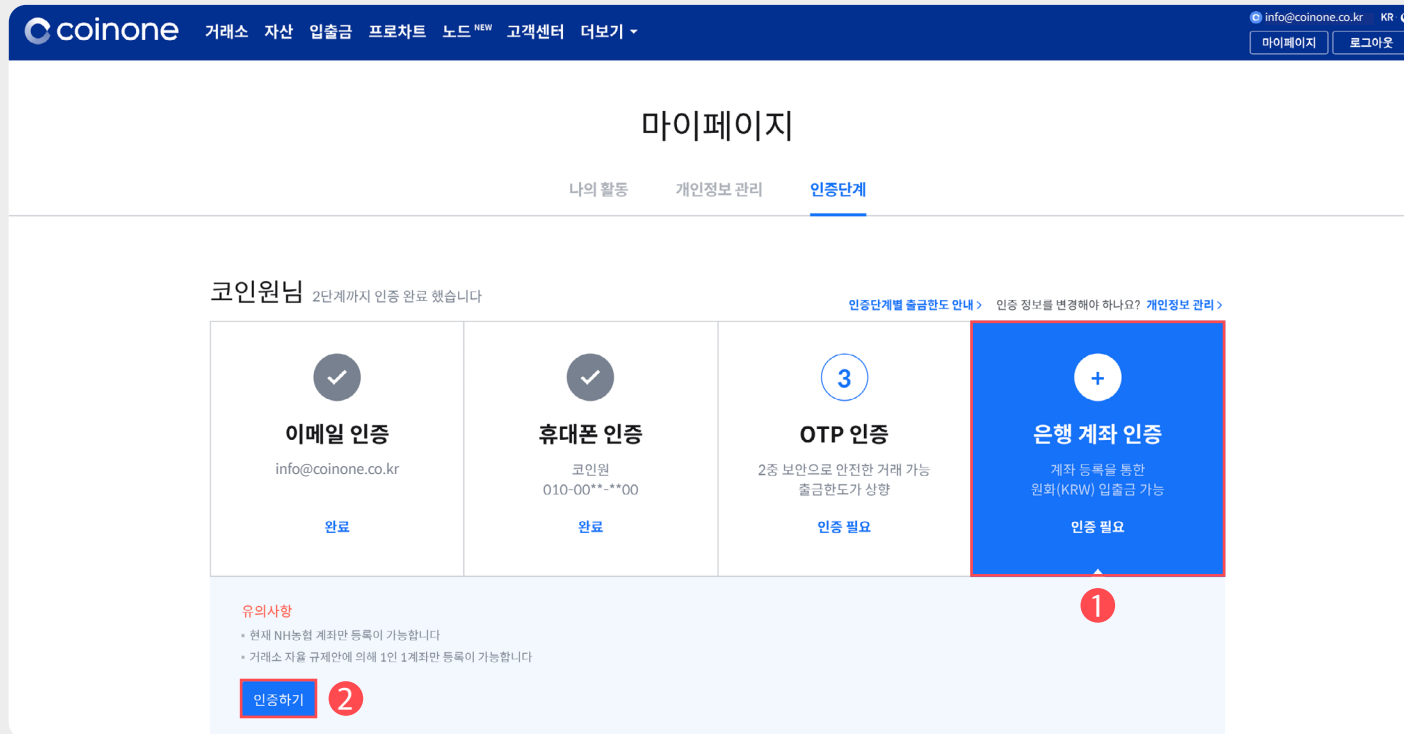 coinone 거래소 자산 입출금 프로차트 노드 NEW 고객센터 더보기
info@coinone.co.kr KR
마이페이지 로그아웃
마이페이지
나의 활동 개인정보 관리 인증단계
코인원님 2단계까지 인증 완료 했습니다
인증단계별 출금한도 안내 > 인증 정보를 변경해야 하나요? 개인정보 관리 >
이메일 인증
info@coinone.co.kr
완료
휴대폰 인증
코인원
010-00**-**00
완료
3
OTP 인증
2중 보안으로 안전한 거래 가능
출금한도가 상향
인증 필요
+
은행 계좌 인증
계좌 등록을 통한
원화(KRW) 입출금 가능
인증 필요
1
유의사항
• 현재 NH농협 계좌만 등록이 가능합니다
• 거래소 자율 규제안에 의해 1인 1계좌만 등록이 가능합니다
인증하기 2